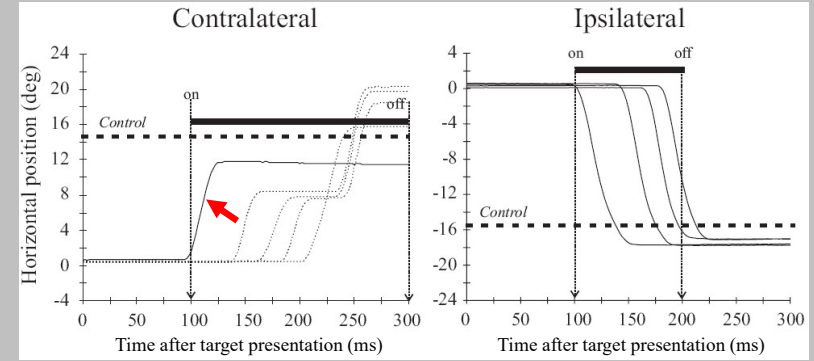 Contralateral
Horizontal position (deg)
24
20
16
12
8
4
0
-4
on
off
Control
0
50
100
150
200
250
300
Time after target presentation (ms)
Ipsilateral
4
0
-4
-8
-12
-16
-20
-24
on
off
Control
0
50
100
150
200
250
300
Time after target presentation (ms)